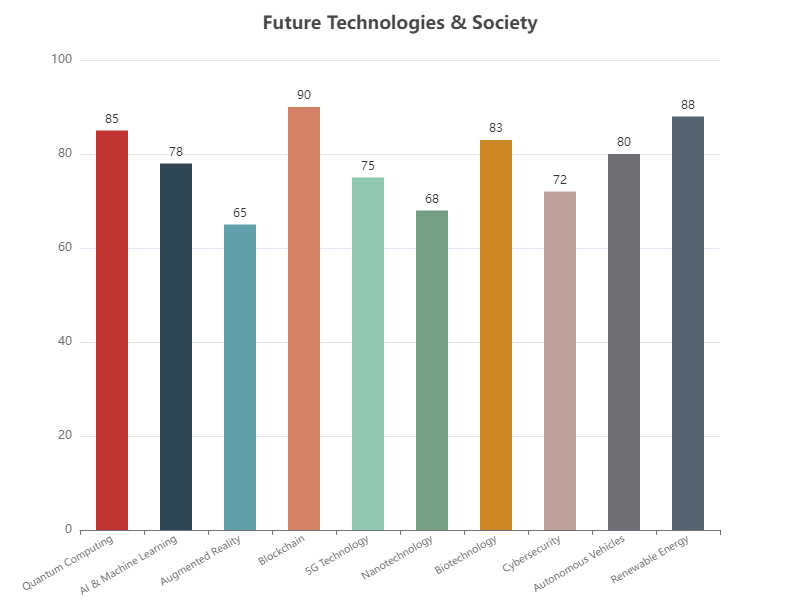 Future Technologies & Society
100
80
60
40
20
0
85
78
65
90
75
68
83
72
80
88
Quantum Computing
AI & Machine Learning
Augmented Reality
Blockchain
5G Technology
Nanotechnology
Biotechnology
Cybersecurity
Autonomous Vehicles
Renewable Energy